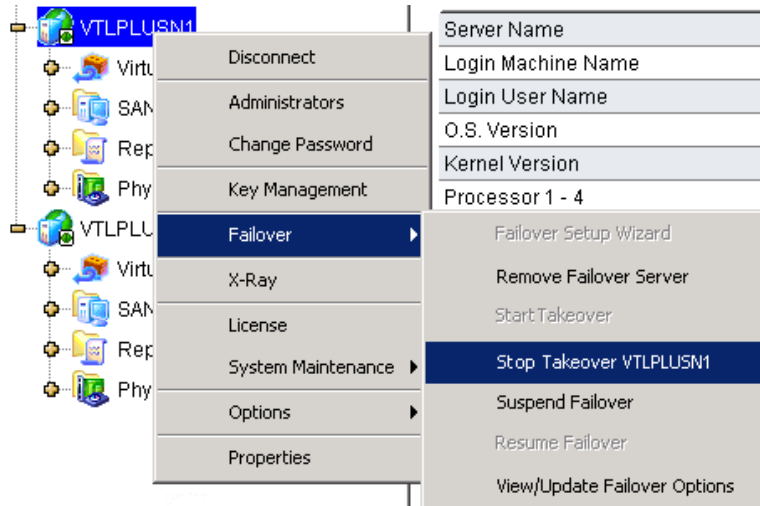 VTLPLUSN1
Virtu
SAN
Rep
Phy
VTLPLU
Virtu
SAN
Rep
Phy
Disconnect
Administrators
Change Password
Key Management
Failover
X-Ray
License
System Maintenance
Options
Properties
Failover Setup Wizard
Remove Failover Server
Start Takeover
Stop Takeover VTLPLUSN1
Suspend Failover
Resume Failover
View/Update Failover Options
Server Name
Login Machine Name
Login User Name
O.S. Version
Kernel Version
Processor 1 - 4